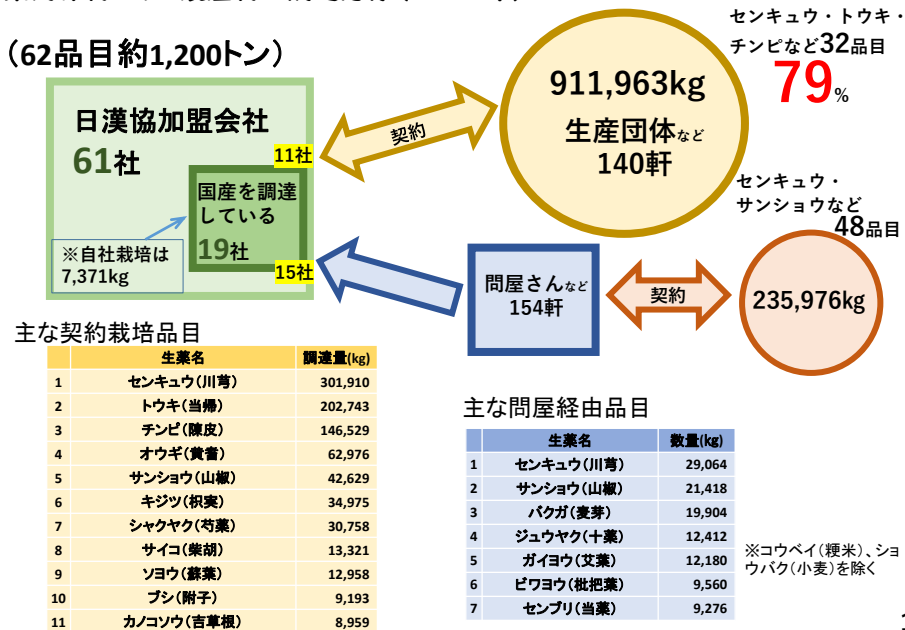 （62品目約1,200トン）
日漢協加盟会社
61社
11社
国産を調達
している
19社
15社
※自社栽培は
7,371kg
契約
911,963kg
生産団体など
140軒
センキュウ・トウキ・
チンピなど32品目
79%
センキュウ・
サンショウなど
48品目
問屋さんなど
154軒
契約
235,976kg
主な契約栽培品目
生薬名 調達量(kg)
1 センキュウ(川芎) 301,910
2 トウキ(当帰) 202,743
3 チンピ(陳皮) 146,529
4 オウギ(黄耆) 62,976
5 サンショウ(山椒) 42,629
6 キジツ(枳実) 34,975
7 シャクヤク(芍薬) 30,758
8 サイコ(柴胡) 13,321
9 ソヨウ(蘇葉) 12,958
10 ブシ(附子) 9,193
11 カノコソウ(吉草根) 8,959
主な問屋経由品目
生薬名 数量(kg)
1 センキュウ(川芎) 29,064
2 サンショウ(山椒) 21,418
3 バクガ(麦芽) 19,904
4 ジュウヤク(十薬) 12,412
5 ガイヨウ(艾葉) 12,180
6 ビワヨウ(枇杷葉) 9,560
7 センブリ(当薬) 9,276
※コウベイ(粳米)、ショ
ウバク(小麦)を除く